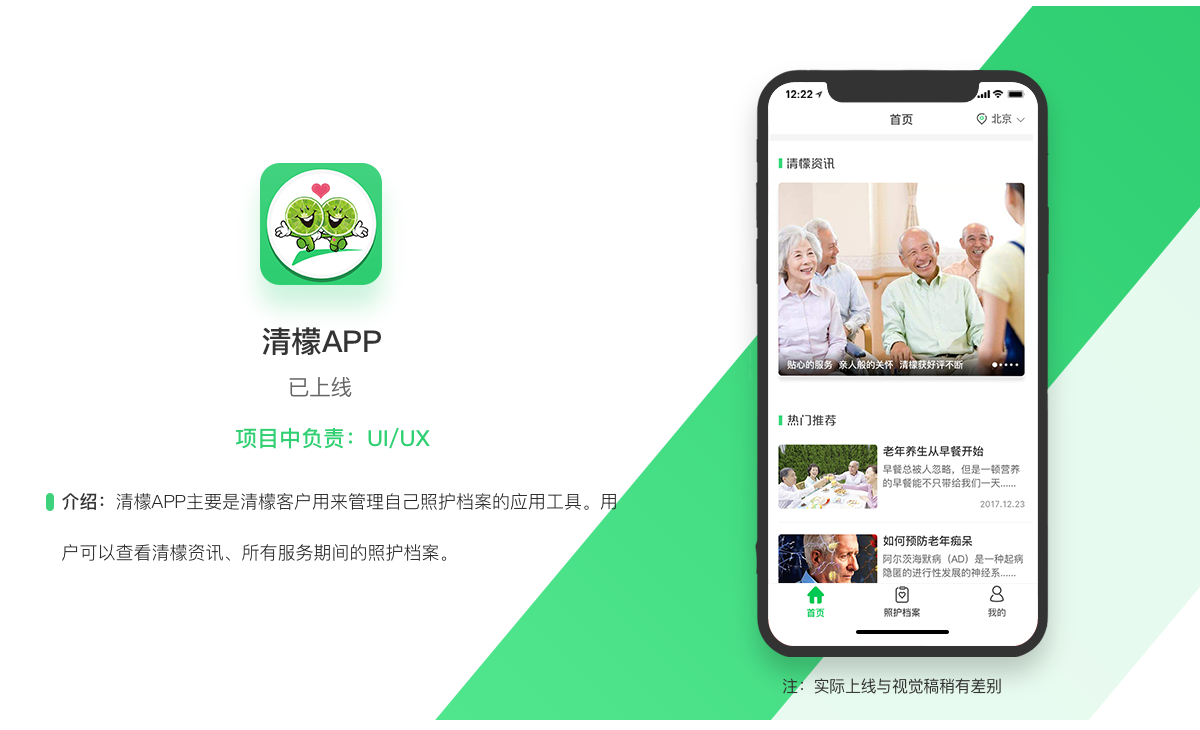 清檬APP
已上线
项目中负责：UI/UX
介绍：清檬APP主要是清檬客户用来管理自己照护档案的应用工具。用
户可以查看清檬资讯、所有服务期间的照护档案。
12:22
首页
北京
清檬资讯
贴心的服务 亲人般的关怀 清檬获好评不断
热门推荐
老年养生从早餐开始
早餐总被人忽略，但是一顿营养
的早餐能不只带给我们一天......
2017.12.23
如何预防老年痴呆
阿尔茨海默病（AD）是一种起病
隐匿的进行性发展的神经系......
首页
照护档案
我的
注：实际上线与视觉稿稍有差别